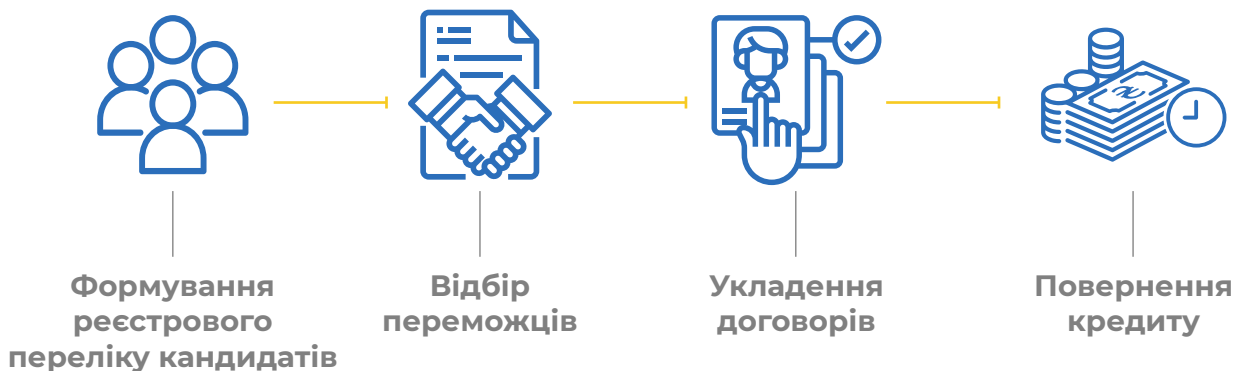 Формування
реєстрового
переліку кандидатів
Відбір
переможців
Укладення
договорів
Повернення
кредиту